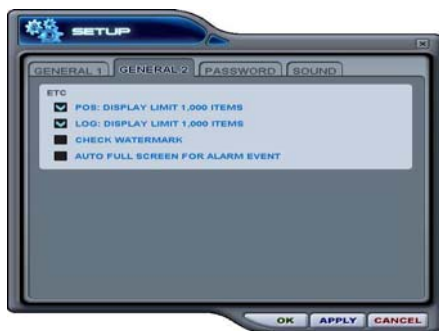 SETUP
GENERAL 1 GENERAL 2 PASSWORD SOUND
ETC
POS: DISPLAY LIMIT 1,000 ITEMS
LOG: DISPLAY LIMIT 1,000 ITEMS
CHECK WATERMARK
AUTO FULL SCREEN FOR ALARM EVENT
OK APPLY CANCEL